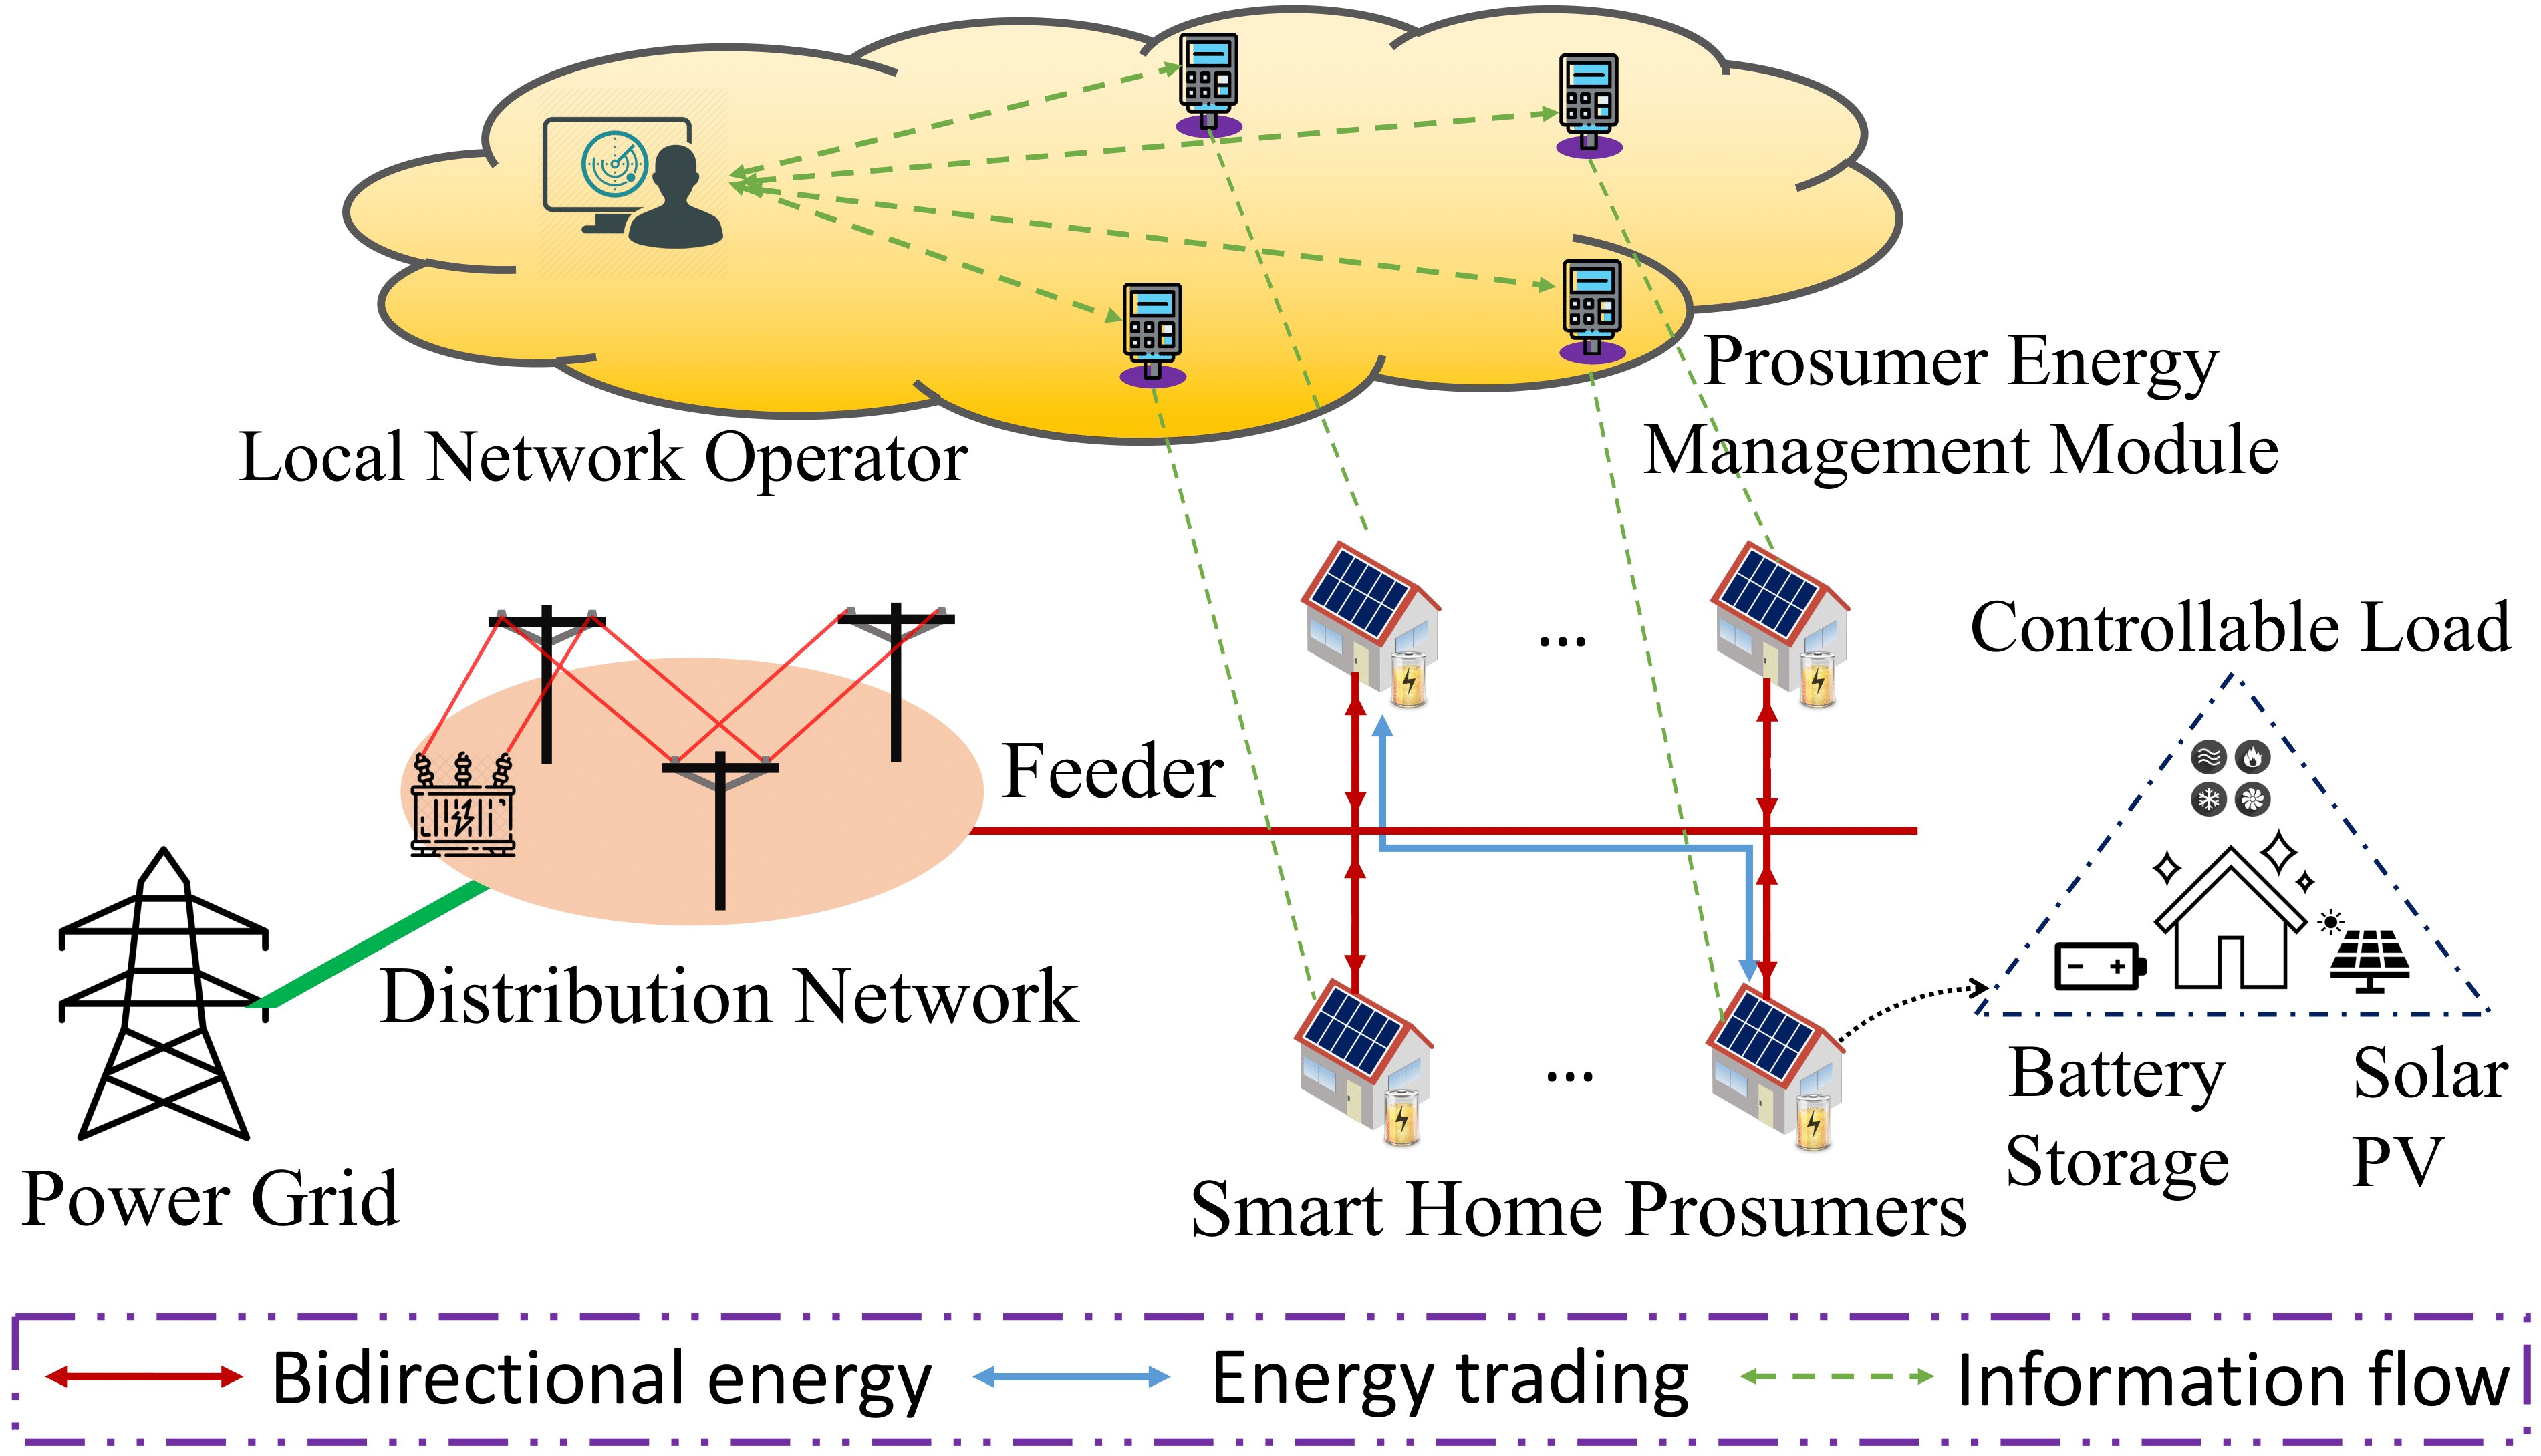 Prosumer Energy
Management Module
Local Network Operator
...
Controllable Load
Feeder
Distribution Network
...
Battery
Storage
Solar
PV
Power Grid
Smart Home Prosumers
Bidirectional energy
Energy trading
Information flow